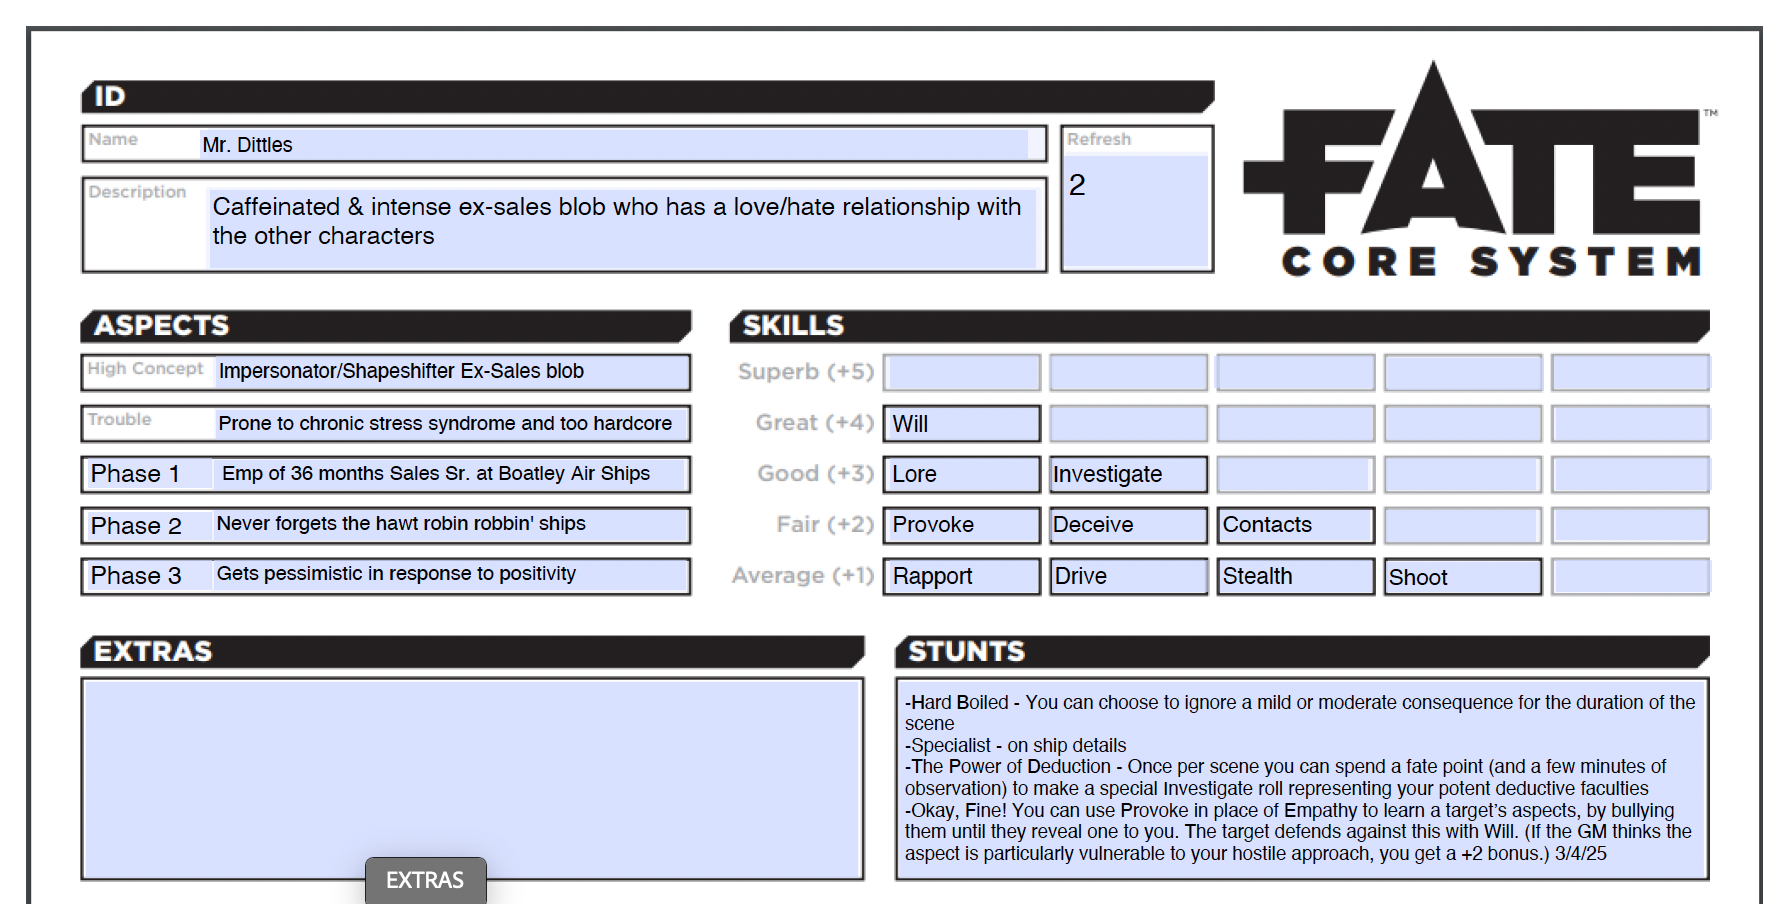 ID
Name Mr. Dittles
Refresh
2
Description Caffeinated & intense ex-sales blob who has a love/hate relationship with
the other characters
FATE™
CORE SYSTEM
ASPECTS
High Concept Impersonator/Shapeshifter Ex-Sales blob
Trouble Prone to chronic stress syndrome and too hardcore
Phase 1 Emp of 36 months Sales Sr. at Boatley Air Ships
Phase 2 Never forgets the hawt robin robbin' ships
Phase 3 Gets pessimistic in response to positivity
SKILLS
Superb (+5)
Great (+4) Will
Good (+3) Lore Investigate
Fair (+2) Provoke Deceive Contacts
Average (+1) Rapport Drive Stealth Shoot
EXTRAS
EXTRAS
STUNTS
-Hard Boiled - You can choose to ignore a mild or moderate consequence for the duration of the
scene
-Specialist - on ship details
-The Power of Deduction - Once per scene you can spend a fate point (and a few minutes of
observation) to make a special Investigate roll representing your potent deductive faculties
-Okay, Fine! You can use Provoke in place of Empathy to learn a target's aspects, by bullying
them until they reveal one to you. The target defends against this with Will. (If the GM thinks the
aspect is particularly vulnerable to your hostile approach, you get a +2 bonus.) 3/4/25